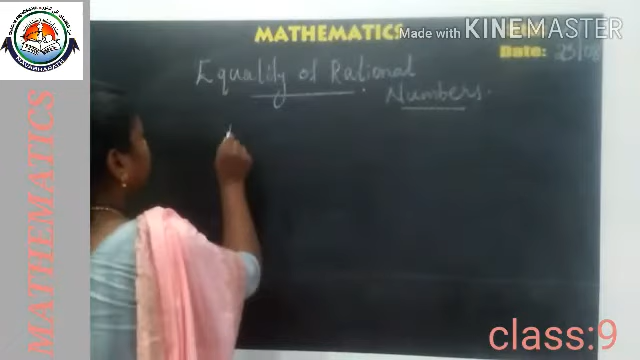 MATHEMATICS
Made with KINEMASTER
Date: 23/08
Equality of Rational
Numbers.
MATHEMATICS
class:9